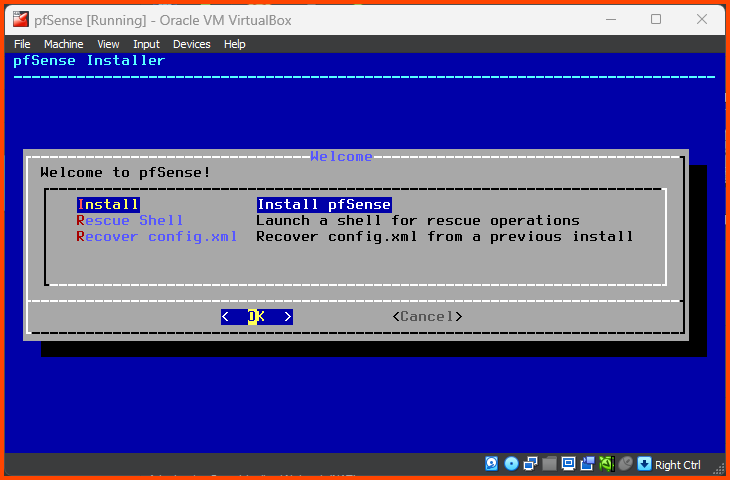 pfSense [Running] - Oracle VM VirtualBox
File Machine View Input Devices Help
pfSense Installer
Welcome
Welcome to pfSense!
Install Install pfSense
Rescue Shell Launch a shell for rescue operations
Recover config.xml Recover config.xml from a previous install
< OK > <Cancel>
Right Ctrl